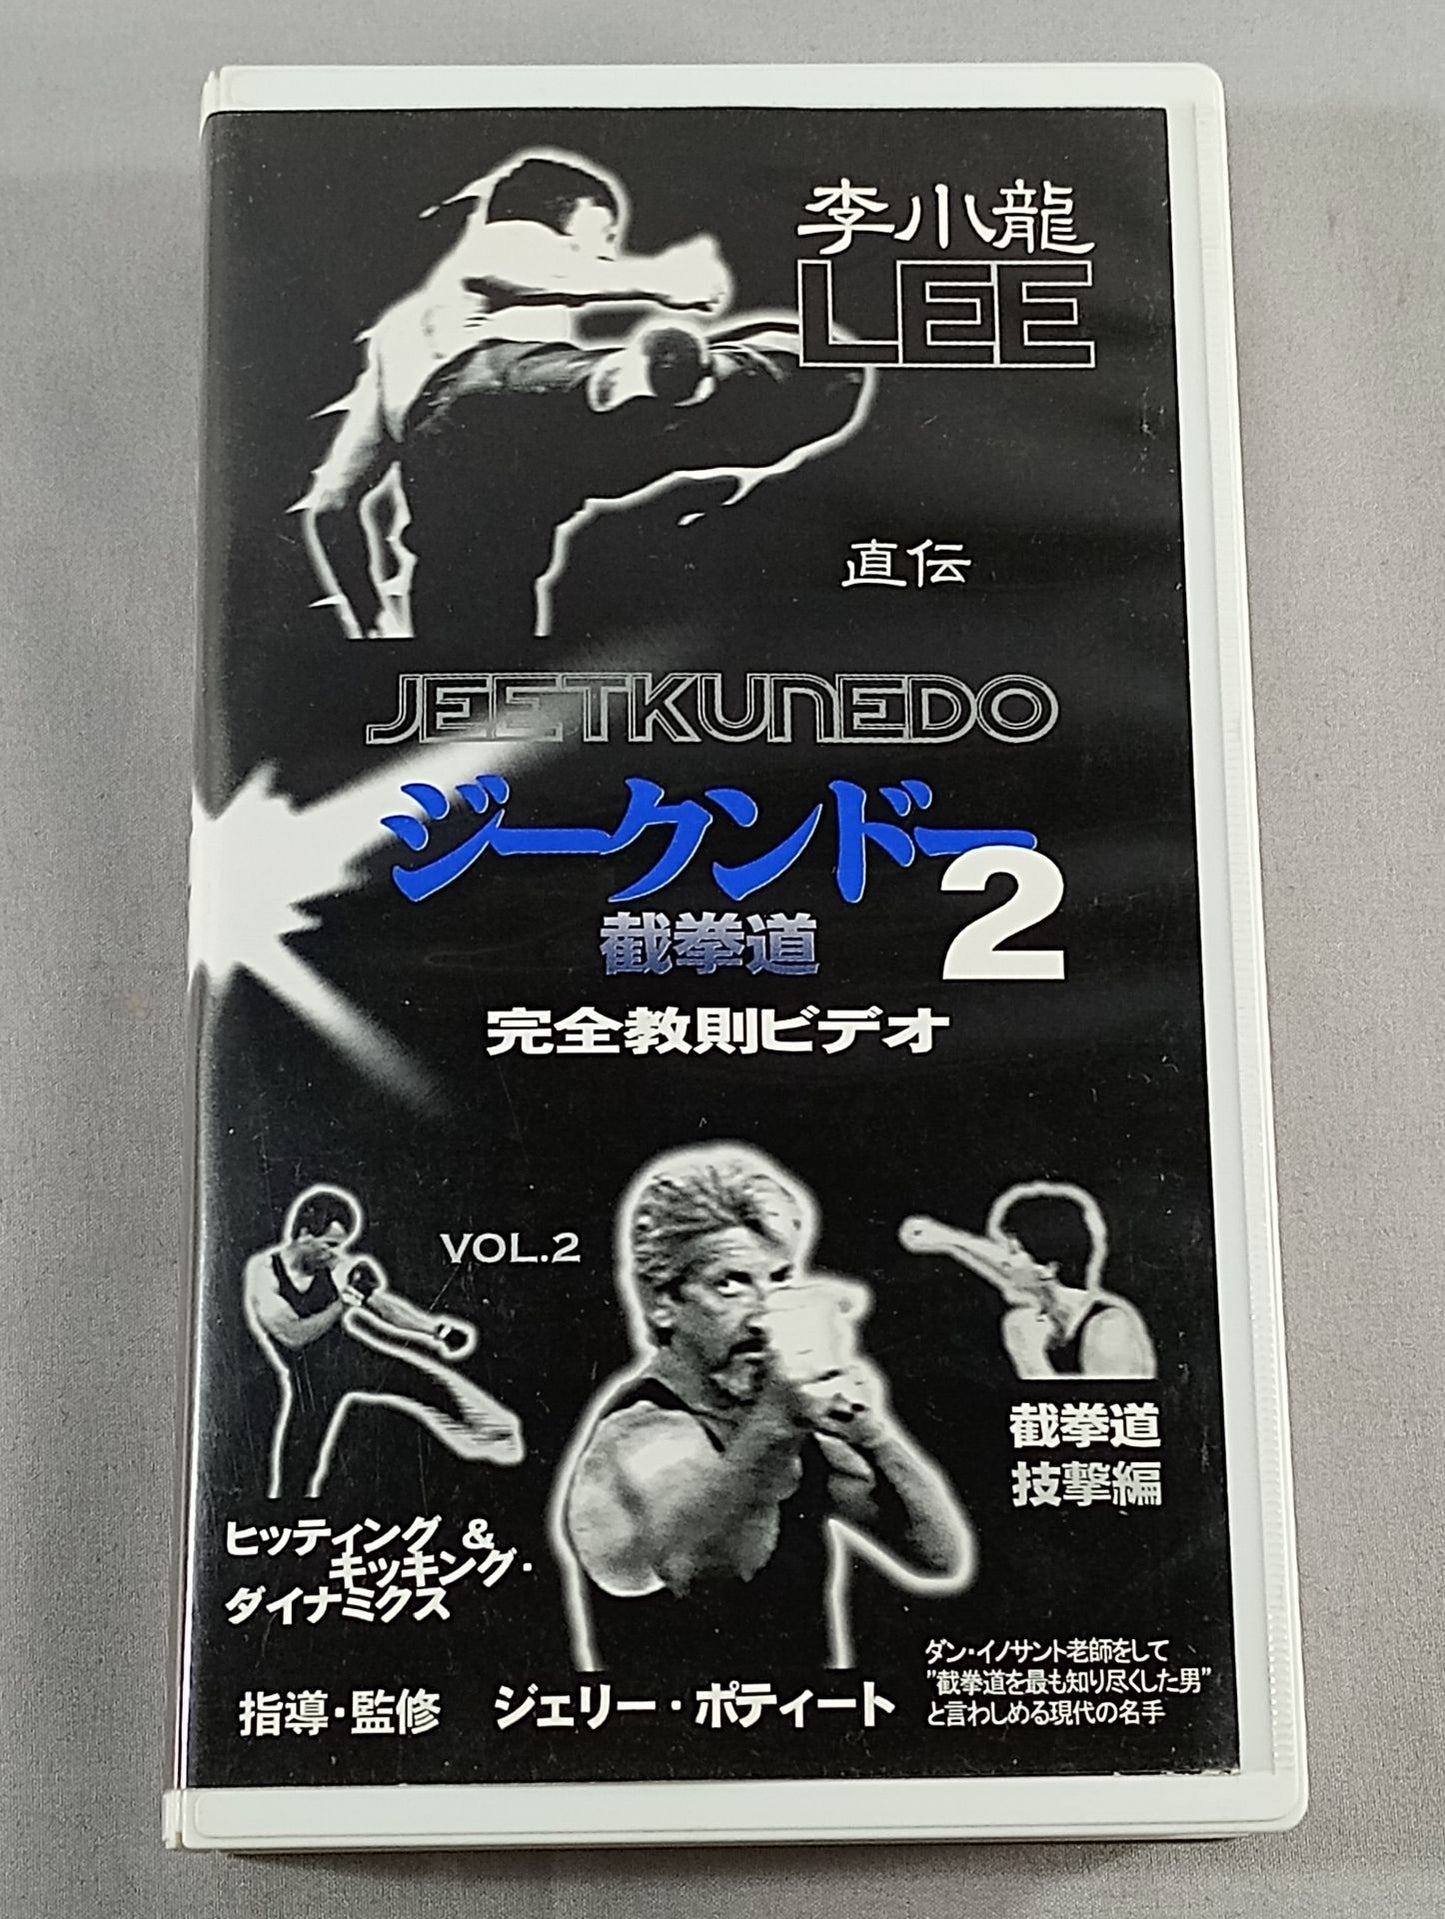 李小龍
LEE
直伝
JEETKUNEDO
ジークンドー2
截拳道
完全教則ビデオ
VOL.2
截拳道
技撃編
ヒッティング &
キッキング・
ダイナミクス
指導・監修 ジェリー・ポティート
ダン・イノサント老師をして
"截拳道を最も知り尽くした男"
と言わしめる現代の名手